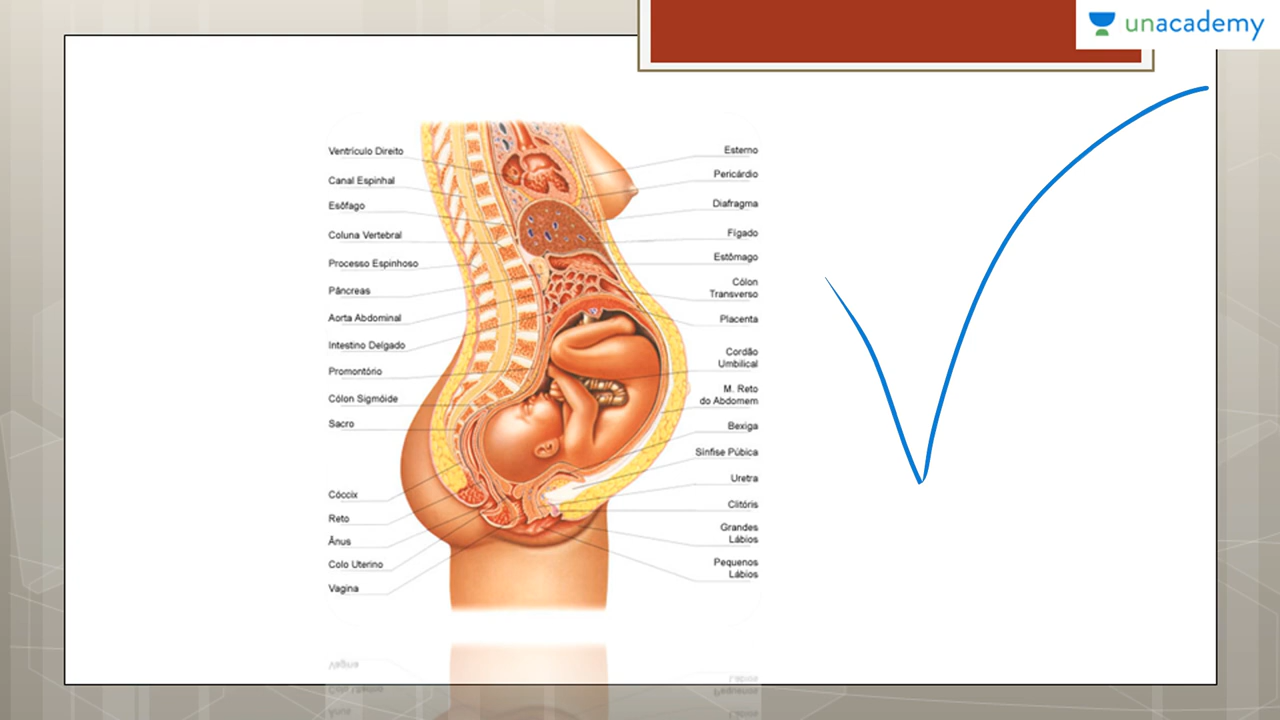 unacademy
Ventrículo Direito
Canal Espinhal
Esôfago
Coluna Vertebral
Processo Espinhoso
Pâncreas
Aorta Abdominal
Intestino Delgado
Promontório
Cólon Sigmóide
Sacro
Cóccix
Reto
Ânus
Colo Uterino
Vagina
Esterno
Pericárdio
Diafragma
Fígado
Estômago
Cólon
Transverso
Placenta
Cordão
Umbilical
M. Reto
do Abdomem
Bexiga
Sínfise Púbica
Uretra
Clitóris
Grandes
Lábios
Pequenos
Lábios